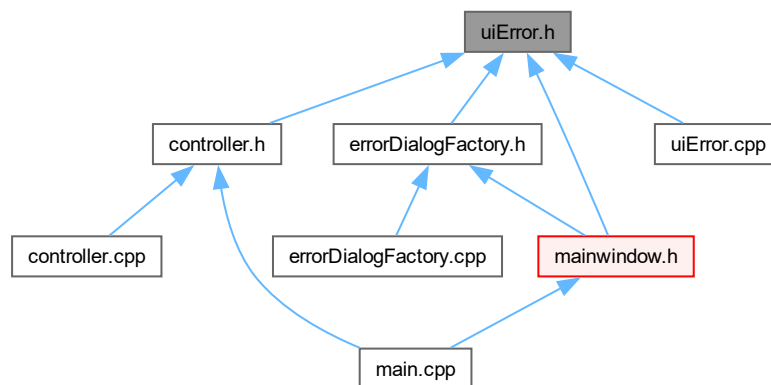 uiError.h
controller.h
errorDialogFactory.h
uiError.cpp
controller.cpp
errorDialogFactory.cpp
mainwindow.h
main.cpp